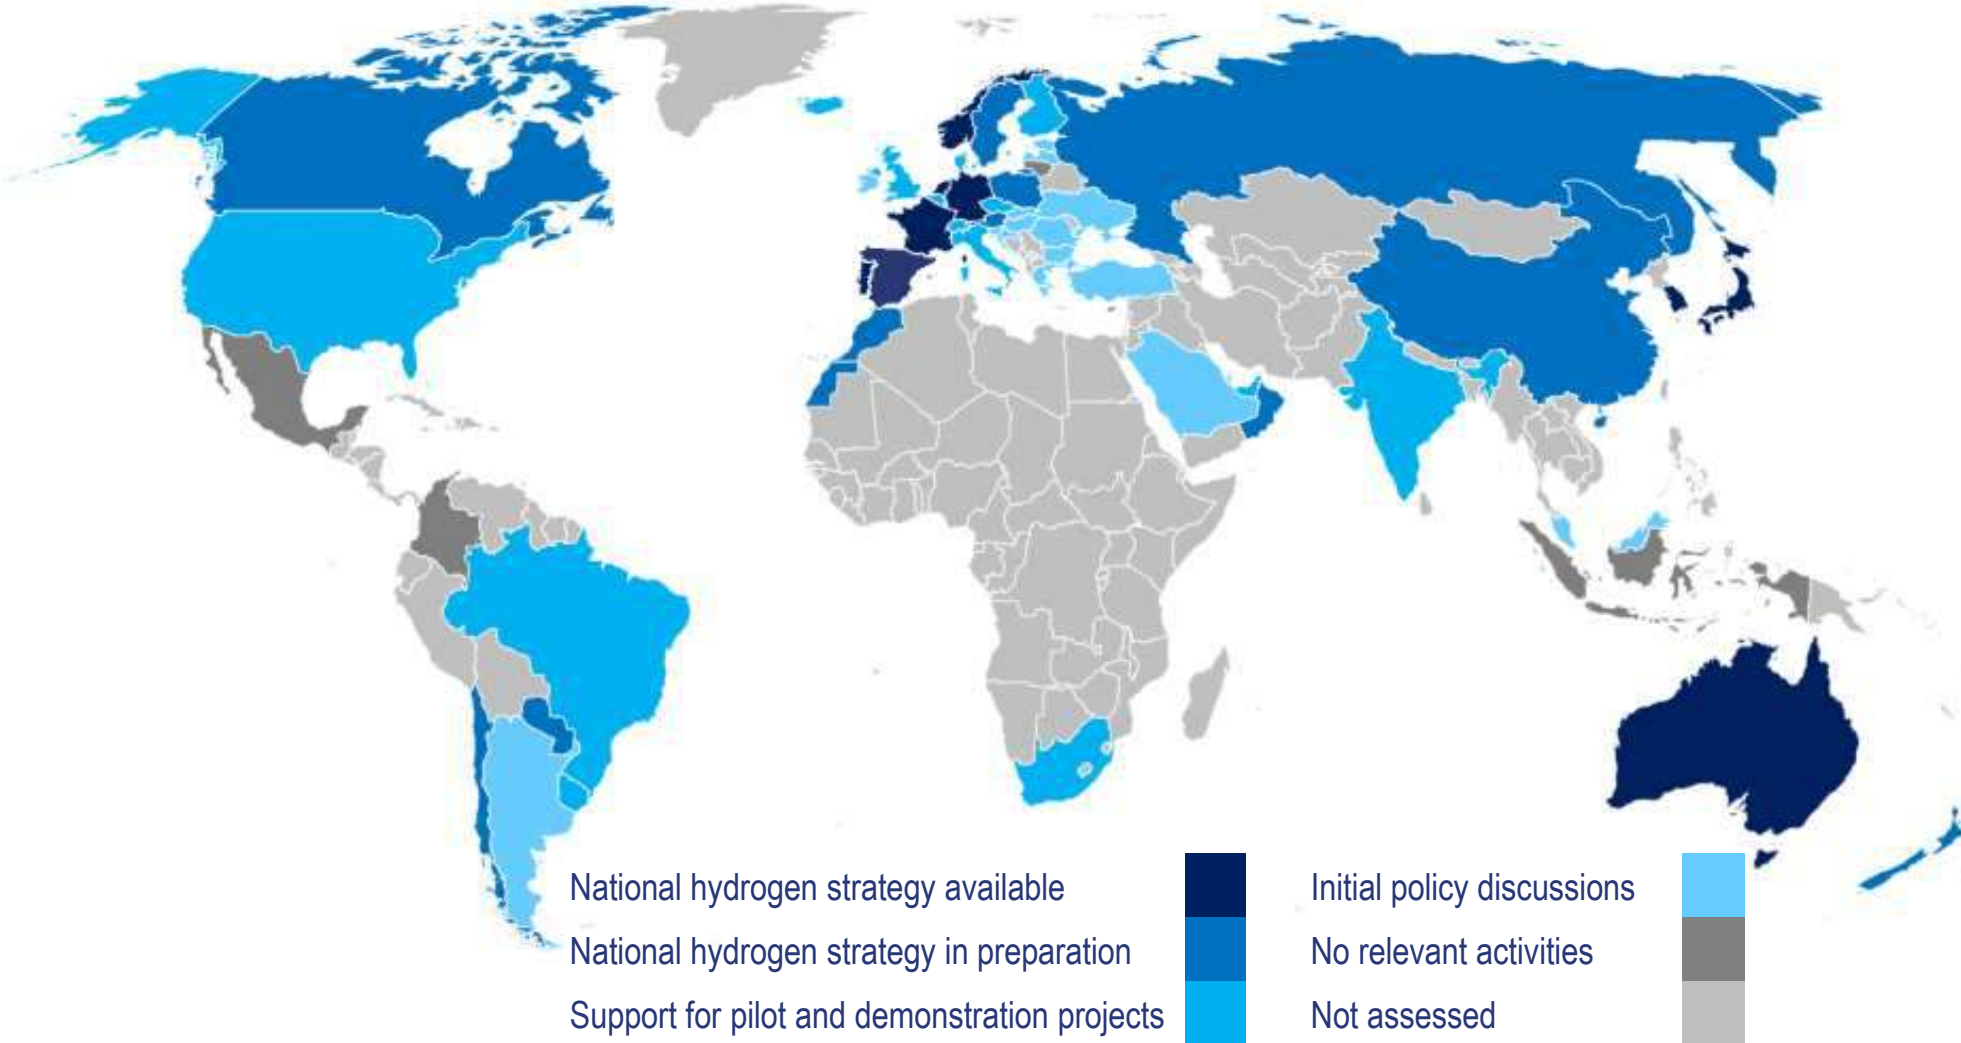 National hydrogen strategy available
National hydrogen strategy in preparation
Support for pilot and demonstration projects
Initial policy discussions
No relevant activities
Not assessed